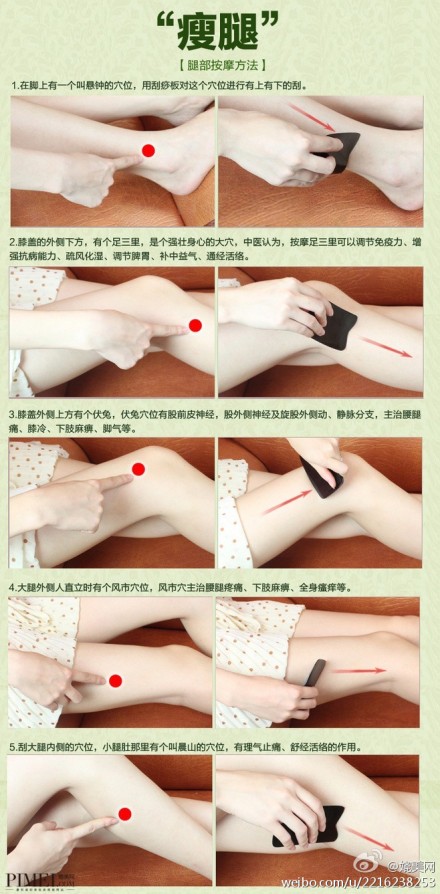 “瘦腿”
【腿部按摩方法】
1.在脚上有一个叫悬钟的穴位，用刮痧板对这个穴位进行有上有下的刮。
2.膝盖的外侧下方，有个足三里，是个强壮身心的大穴，中医认为，按摩足三里可以调节免疫力、增
强抗病能力、疏风化湿、调节脾胃、补中益气、通经活络。
3.膝盖外侧上方有个伏兔，伏兔穴位有股前皮神经，股外侧神经及旋股外侧动、静脉分支，主治腰腿
痛、膝冷、下肢麻痹、脚气等。
4.大腿外侧人直立时有个风市穴位，风市穴主治腰腿疼痛、下肢麻痹、全身瘙痒等。
5.刮大腿内侧的穴位，小腿肚那里有个叫晨山的穴位，有理气止痛、舒经活络的作用。
@媲美网
weibo.com/u/2216238253